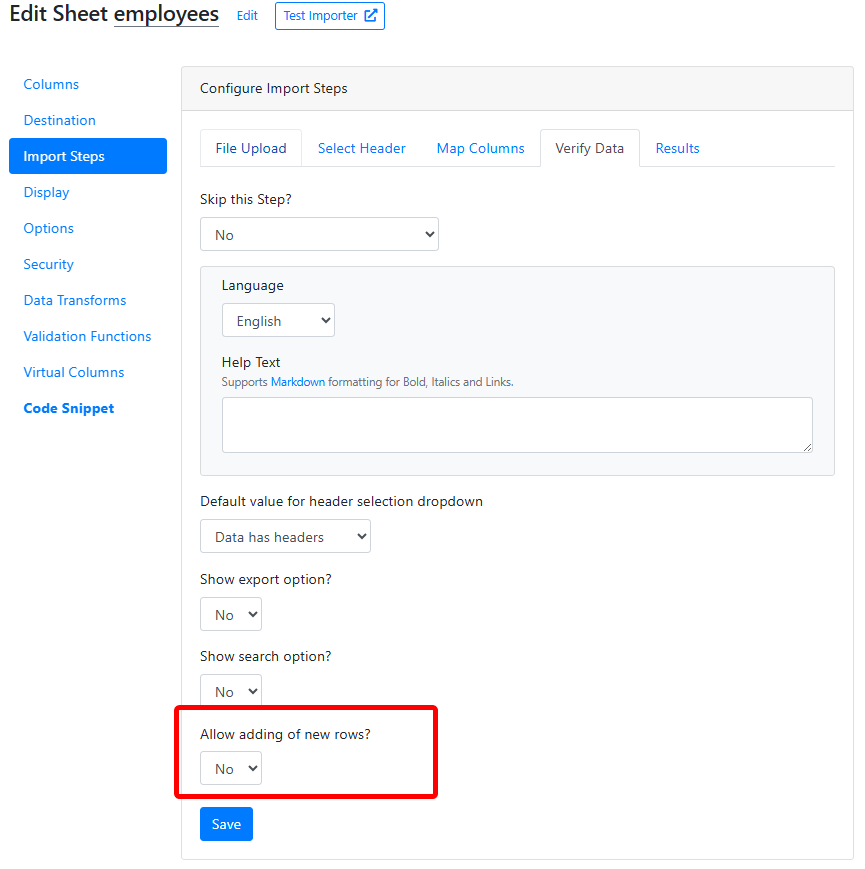 Edit Sheet employees Edit Test Importer
Columns
Destination
Import Steps
Display
Options
Security
Data Transforms
Validation Functions
Virtual Columns
Code Snippet
Configure Import Steps
File Upload Select Header Map Columns Verify Data Results
Skip this Step?
No
Language
English
Help Text
Supports Markdown formatting for Bold, Italics and Links.
Default value for header selection dropdown
Data has headers
Show export option?
No
Show search option?
No
Allow adding of new rows?
No
Save